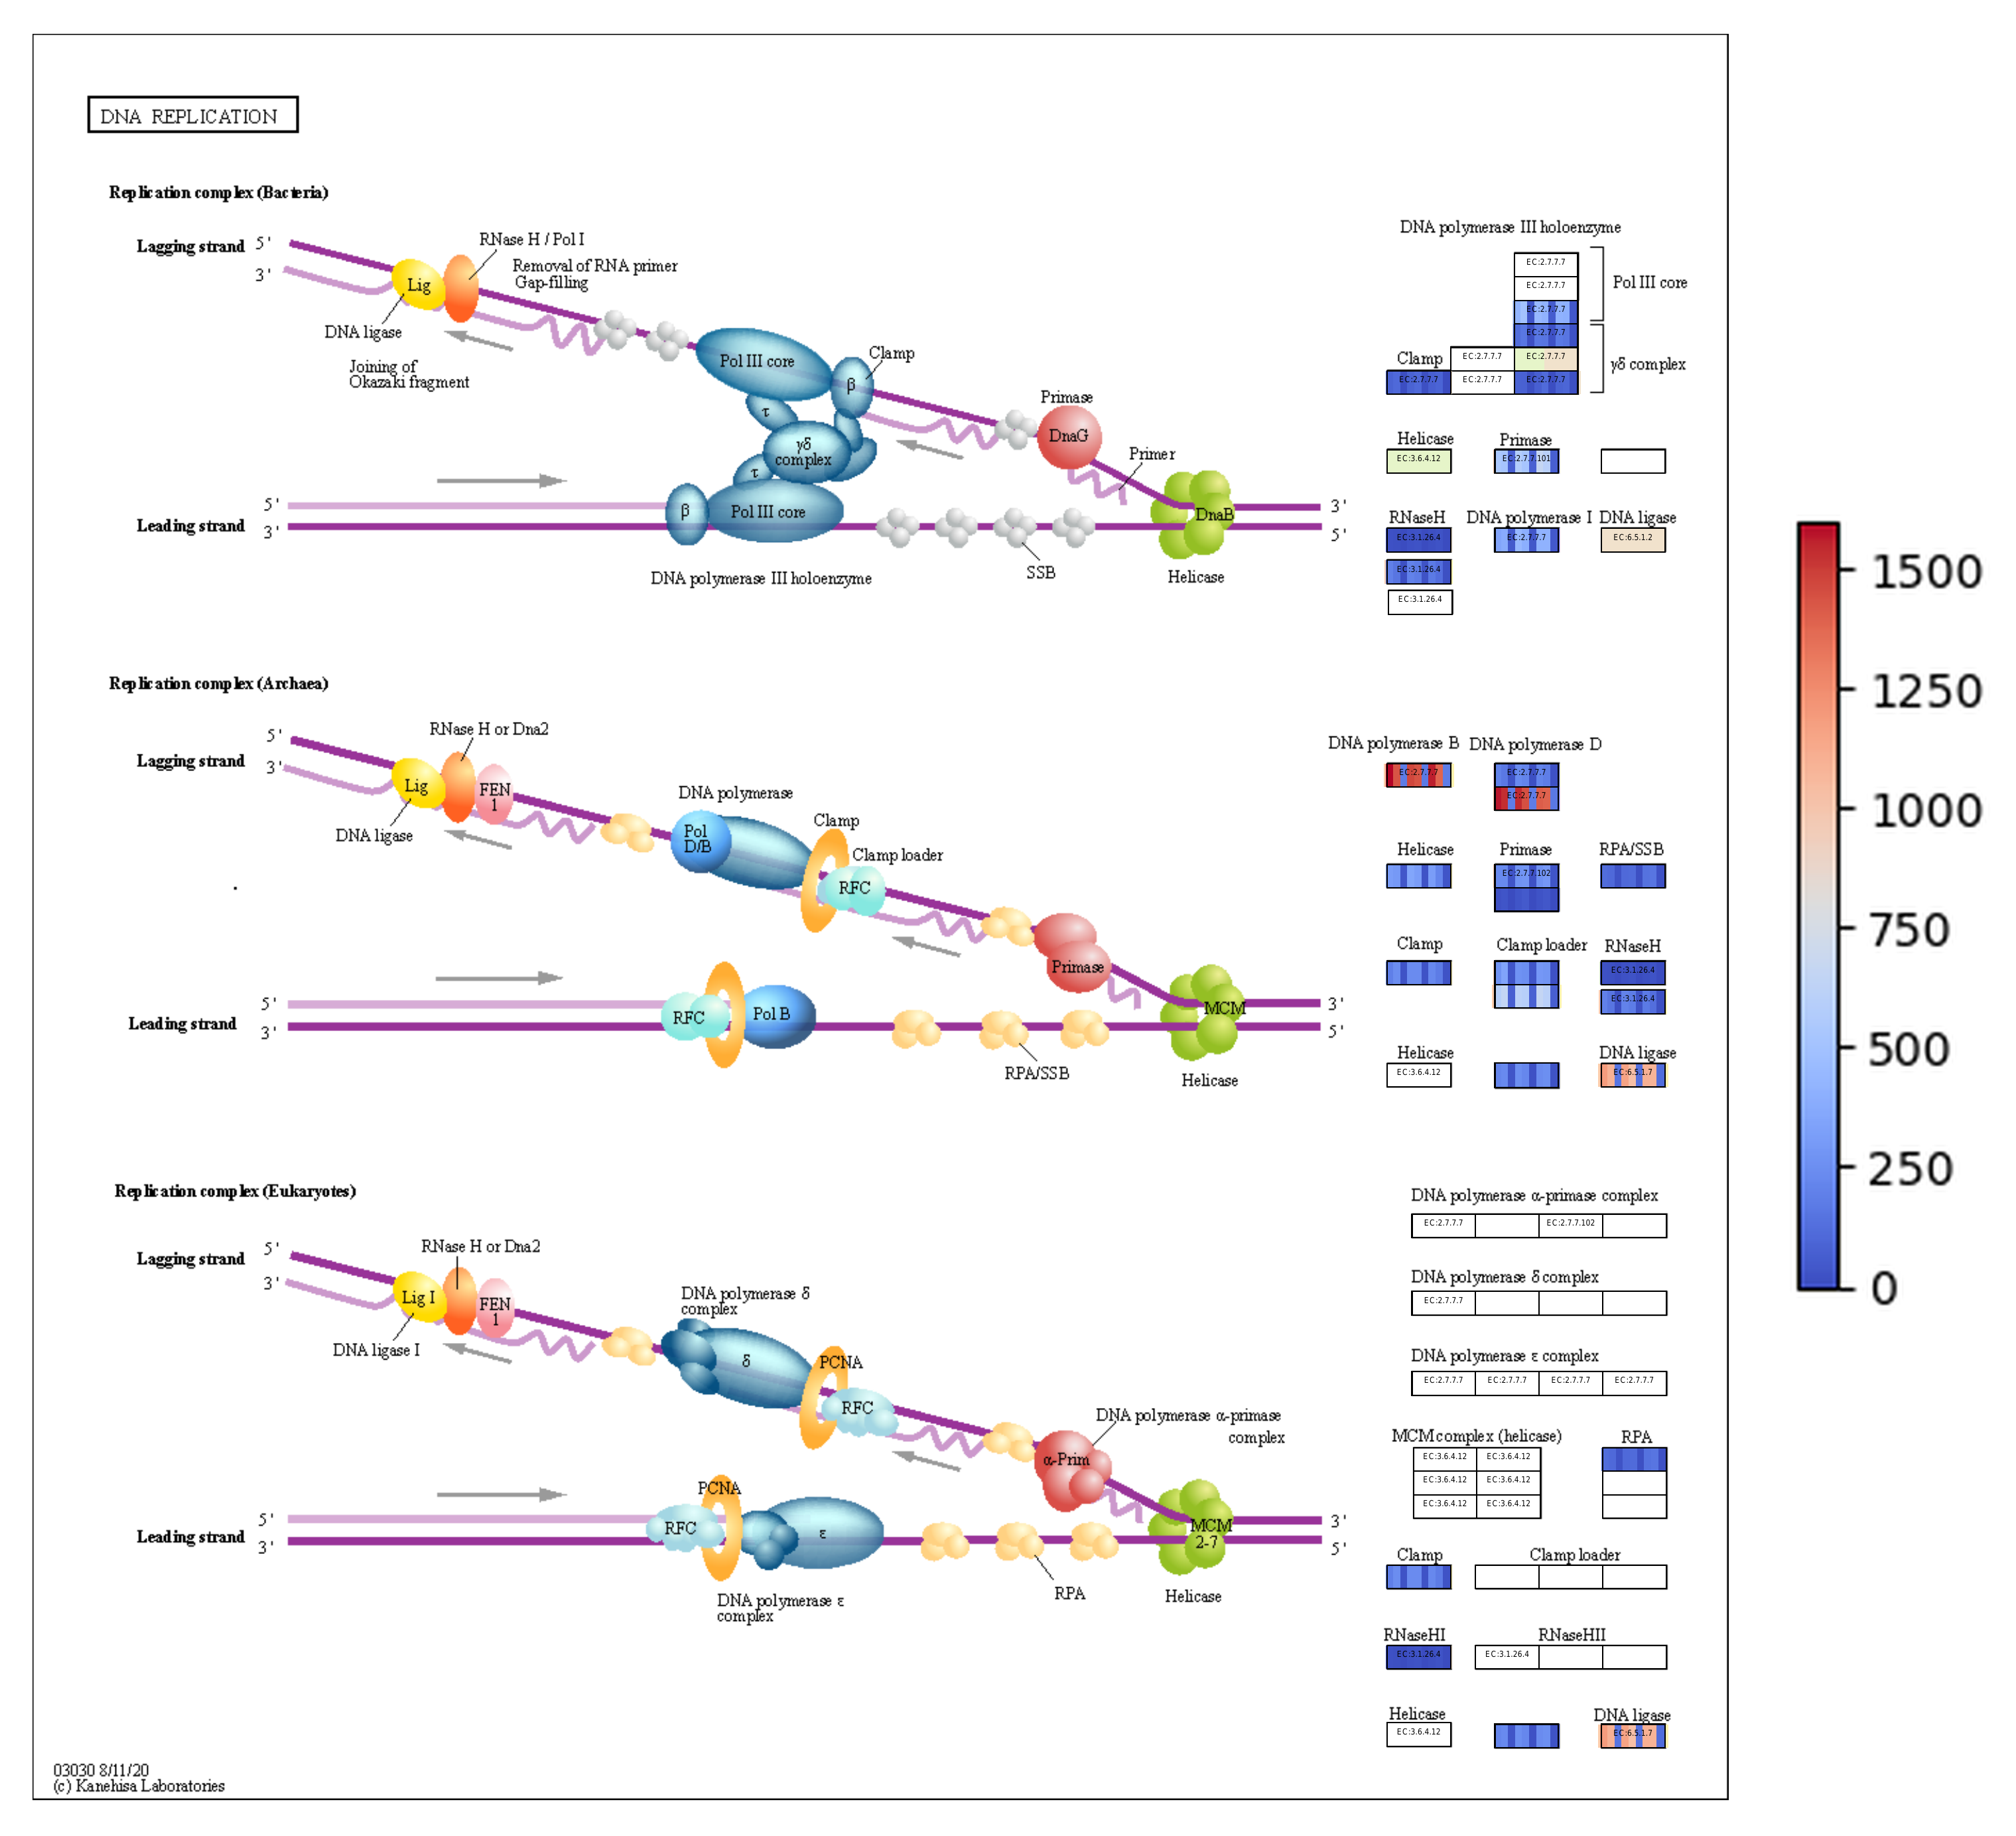 DNA REPLICATION
Replication complex (Bacteria)
Lagging strand
5'
3'
Lig
RNase H / Pol I
Removal of RNA primer
Gap-filling
DNA ligase
Joining of
Okazaki fragment
Pol III core
Clamp
β
τ
γδ
complex
τ
Primase
DnaG
Primer
5'
Leading strand
3'
β
Pol III core
DnaB
3'
5'
SSB
Helicase
DNA polymerase III holoenzyme
DNA polymerase III holoenzyme
EC:2.7.7.7
EC:2.7.7.7
Pol III core
EC:2.7.7.7
EC:2.7.7.7
Clamp
EC:2.7.7.7
EC:2.7.7.7
γδ complex
EC:2.7.7.7
EC:2.7.7.7
EC:2.7.7.7
Helicase
Primase
EC:3.6.4.12
EC:2.7.7.101
RNaseH
DNA polymerase I
DNA ligase
EC:3.1.26.4
EC:2.7.7.7
EC:6.5.1.2
EC:3.1.26.4
EC:3.1.26.4
Replication complex (Archaea)
Lagging strand
5'
3'
Lig
RNase H or Dna2
FEN
1
DNA ligase
DNA polymerase
Pol
D/B
Clamp
Clamp loader
RFC
Primase
5'
Leading strand
3'
RFC
Pol B
MCM
3'
5'
RPA/SSB
Helicase
DNA polymerase B
DNA polymerase D
EC:2.7.7.7
EC:2.7.7.7
EC:2.7.7.7
Helicase
Primase
RPA/SSB
EC:2.7.7.102
Clamp
Clamp loader
RNaseH
EC:3.1.26.4
EC:3.1.26.4
Helicase
DNA ligase
EC:3.6.4.12
EC:6.5.1.7
Replication complex (Eukaryotes)
Lagging strand
5'
3'
Lig I
RNase H or Dna2
FEN
1
DNA ligase I
DNA polymerase δ
complex
δ
PCNA
RFC
DNA polymerase α-primase
complex
α-Prim
5'
Leading strand
3'
PCNA
RFC
ε
MCM
2-7
3'
5'
RPA
Helicase
DNA polymerase ε
complex
DNA polymerase α-primase complex
EC:2.7.7.7
EC:2.7.7.102
DNA polymerase δ complex
EC:2.7.7.7
DNA polymerase ε complex
EC:2.7.7.7
EC:2.7.7.7
EC:2.7.7.7
EC:2.7.7.7
MCM complex (helicase)
RPA
EC:3.6.4.12
EC:3.6.4.12
EC:3.6.4.12
EC:3.6.4.12
EC:3.6.4.12
EC:3.6.4.12
Clamp
Clamp loader
RNaseHI
RNaseHII
EC:3.1.26.4
EC:3.1.26.4
Helicase
DNA ligase
EC:3.6.4.12
EC:6.5.1.7
03030 8/11/20
(c) Kanehisa Laboratories
1500
1250
1000
750
500
250
0